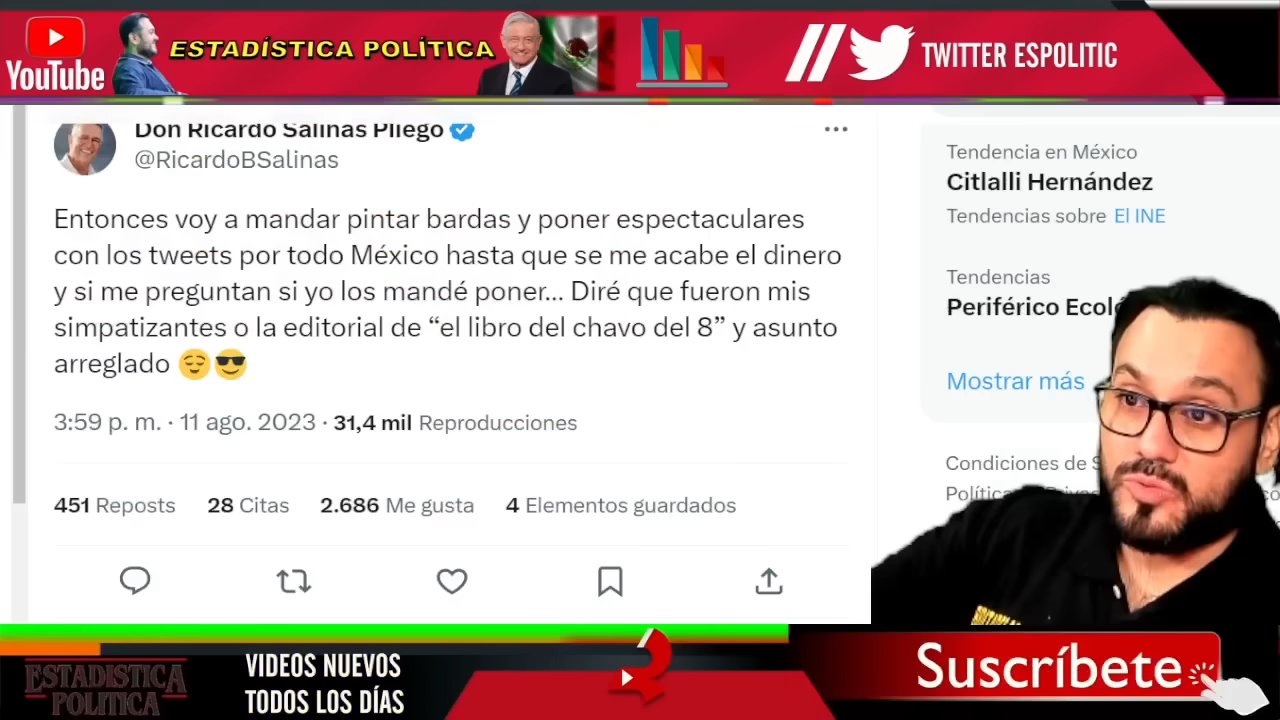 YouTube
ESTADÍSTICA POLÍTICA
TWITTER ESPOLITIC
Don Ricardo Salinas Pliego
@RicardoBSalinas
Entonces voy a mandar pintar bardas y poner espectaculares
con los tweets por todo México hasta que se me acabe el dinero
y si me preguntan si yo los mandé poner... Diré que fueron mis
simpatizantes o la editorial de “el libro del chavo del 8” y asunto
arreglado 😌😎
3:59 p. m. · 11 ago. 2023 · 31,4 mil Reproducciones
451 Reposts 28 Citas 2.686 Me gusta 4 Elementos guardados
Tendencia en México
Citlalli Hernández
Tendencias sobre El INE
Tendencias
Periférico Ecol
Mostrar más
Condiciones de
ESTADÍSTICA
POLÍTICA
VIDEOS NUEVOS
TODOS LOS DÍAS
Suscríbete